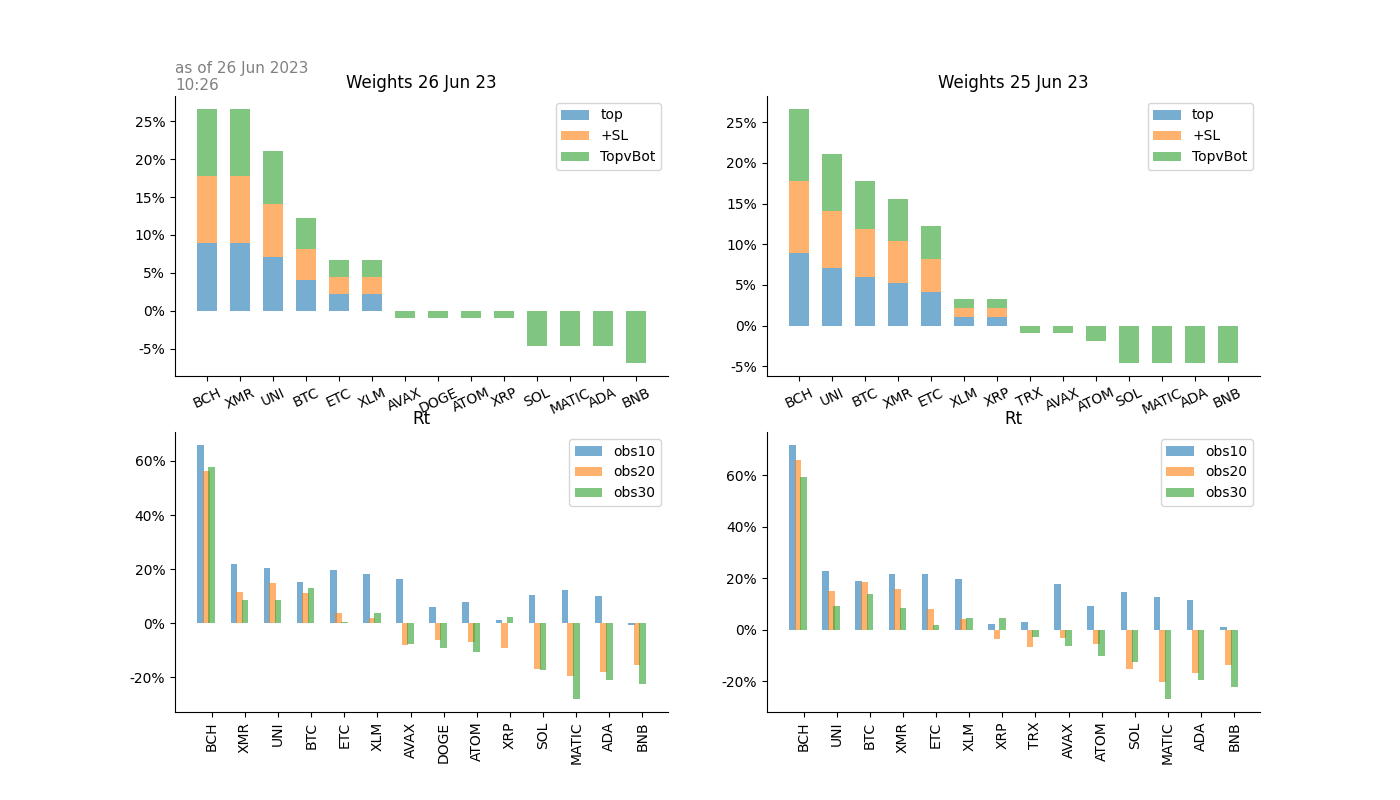 as of 26 Jun 2023
10:26
Weights 26 Jun 23
top
+SL
TopvBot
25%
20%
15%
10%
5%
0%
-5%
BCH XMR UNI BTC ETC XLM AVAX DOGE ATOM XRP SOL MATIC ADA BNB
Weights 25 Jun 23
top
+SL
TopvBot
25%
20%
15%
10%
5%
0%
-5%
BCH UNI BTC XMR ETC XLM XRP TRX AVAX ATOM SOL MATIC ADA BNB
Rt
obs10
obs20
obs30
60%
40%
20%
0%
-20%
BCH XMR UNI BTC ETC XLM AVAX DOGE ATOM XRP SOL MATIC ADA BNB
Rt
obs10
obs20
obs30
60%
40%
20%
0%
-20%
BCH UNI BTC XMR ETC XLM XRP TRX AVAX ATOM SOL MATIC ADA BNB